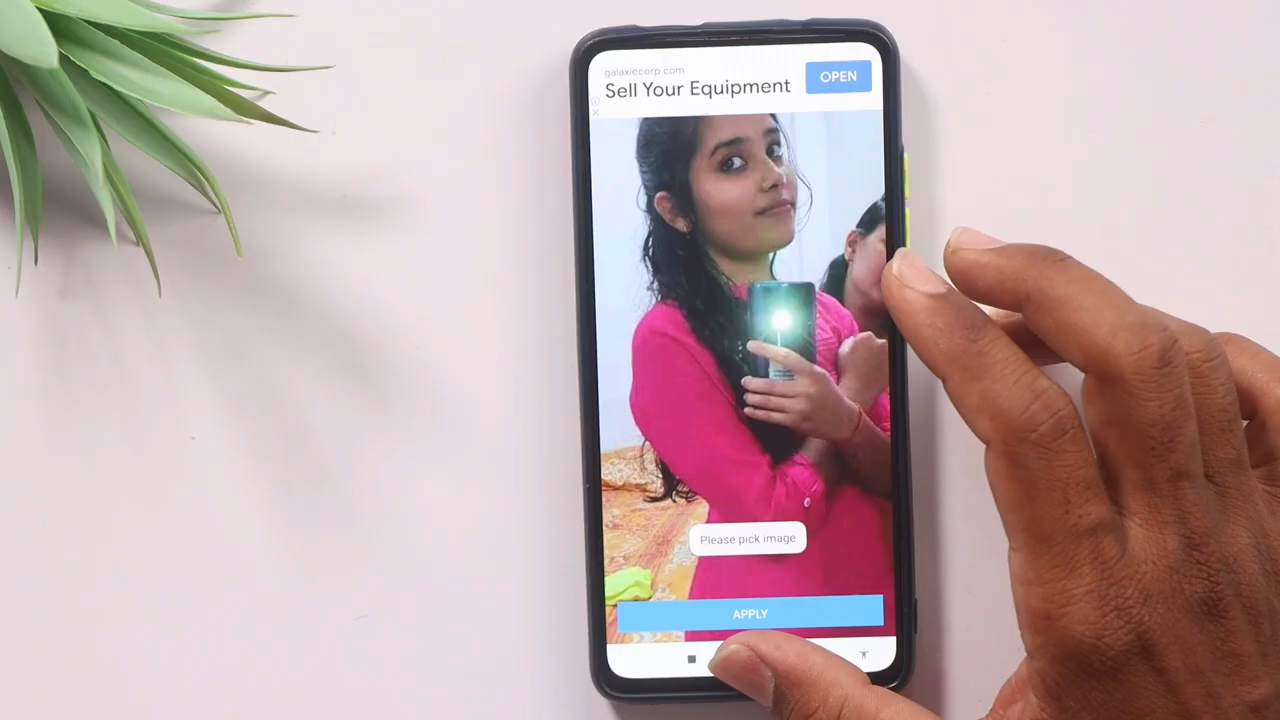 galaxiecorp.com
Sell Your Equipment
OPEN
Please pick image
APPLY